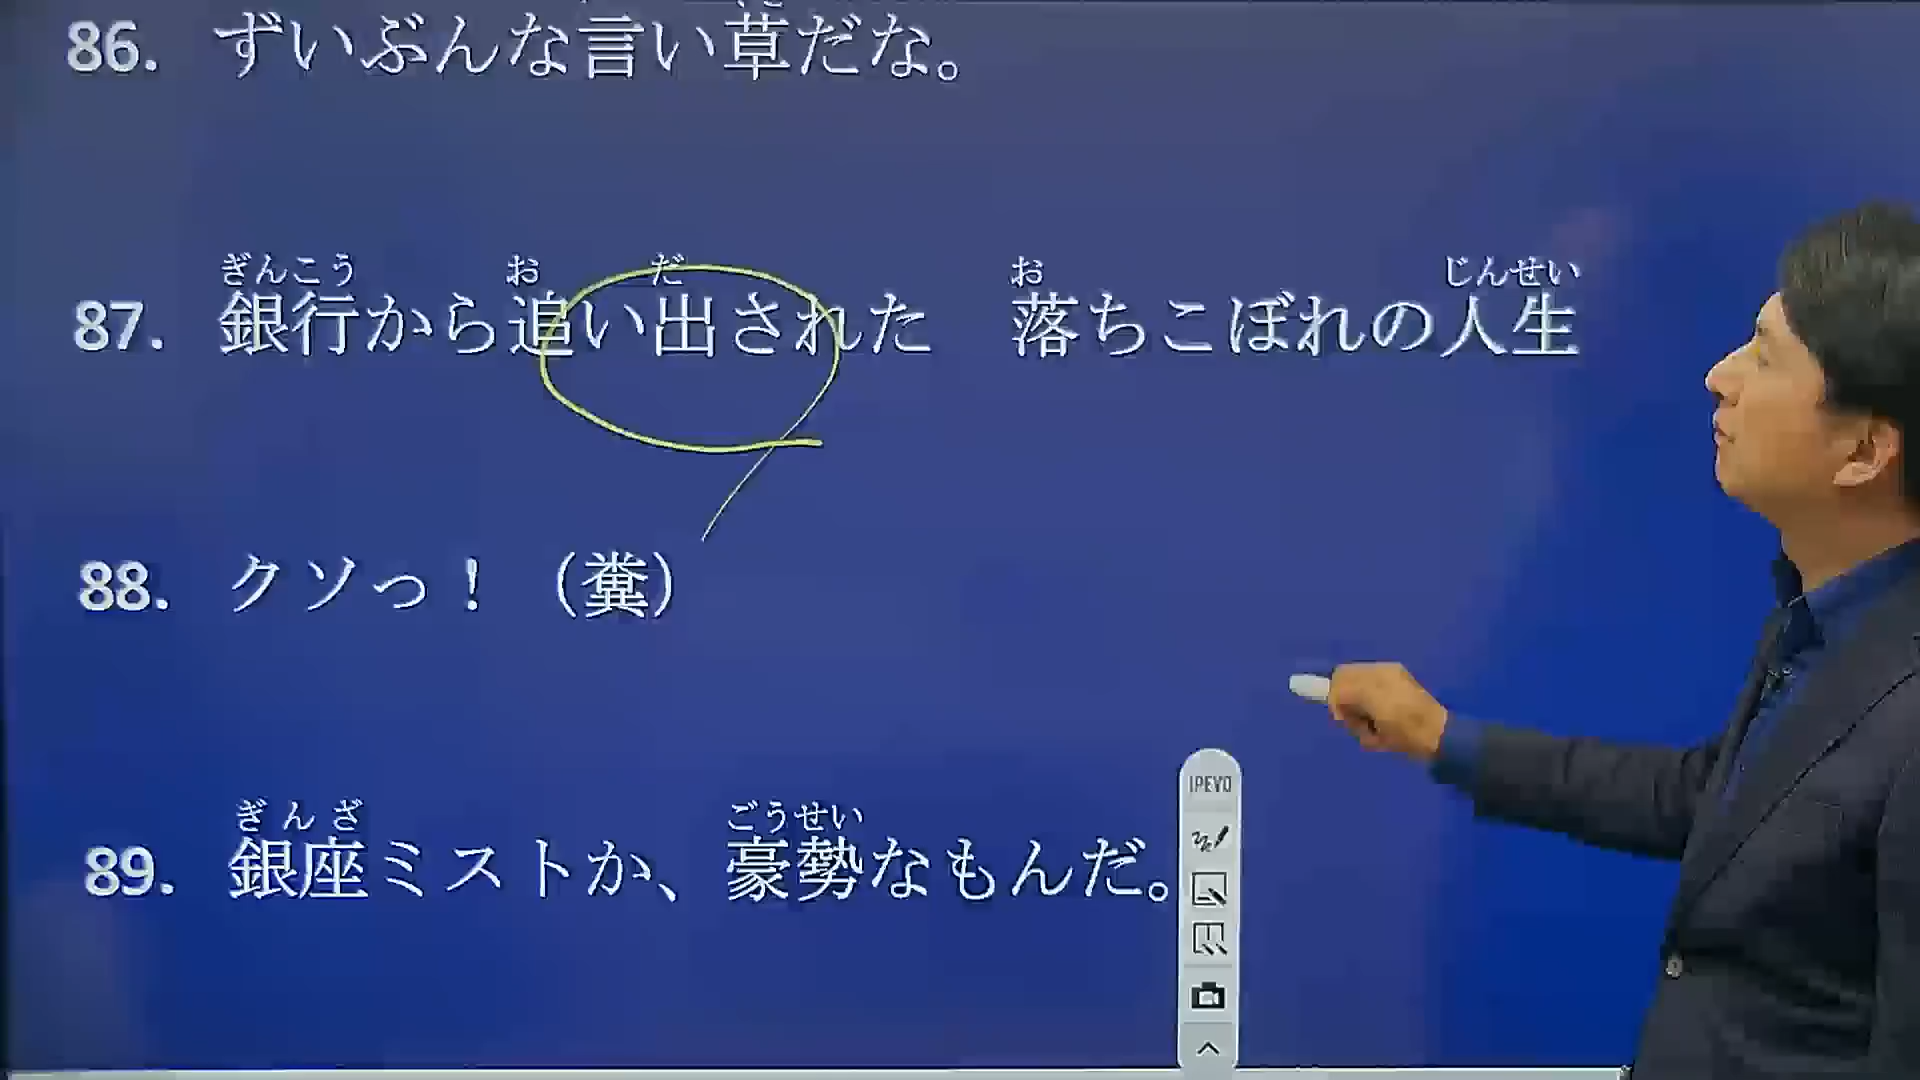 86. ずいぶんな言い草だな。
ぎんこう お だ お じんせい
87. 銀行から追い出された 落ちこぼれの人生
88. クソっ！（糞）
ぎんざ ごうせい
89. 銀座ミストか、豪勢なもんだ。
IPEVO